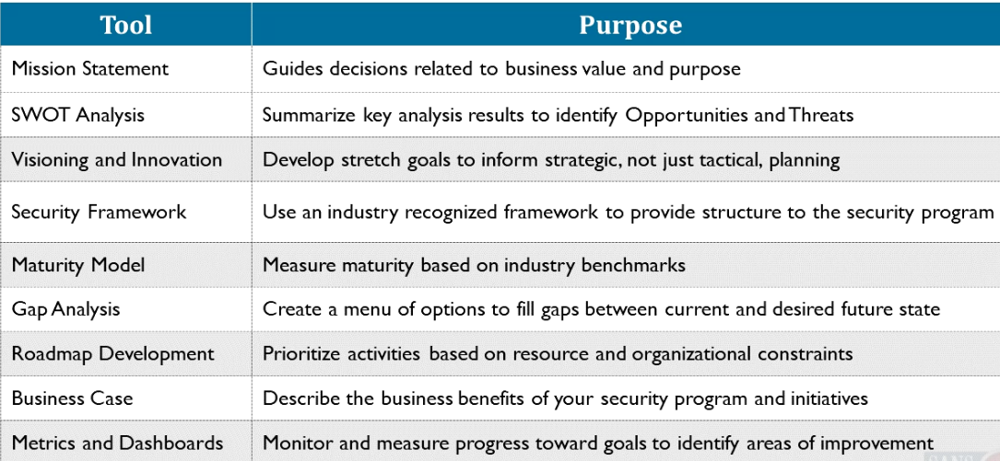 Tool Purpose
Mission Statement Guides decisions related to business value and purpose
SWOT Analysis Summarize key analysis results to identify Opportunities and Threats
Visioning and Innovation Develop stretch goals to inform strategic, not just tactical, planning
Security Framework Use an industry recognized framework to provide structure to the security program
Maturity Model Measure maturity based on industry benchmarks
Gap Analysis Create a menu of options to fill gaps between current and desired future state
Roadmap Development Prioritize activities based on resource and organizational constraints
Business Case Describe the business benefits of your security program and initiatives
Metrics and Dashboards Monitor and measure progress toward goals to identify areas of improvement